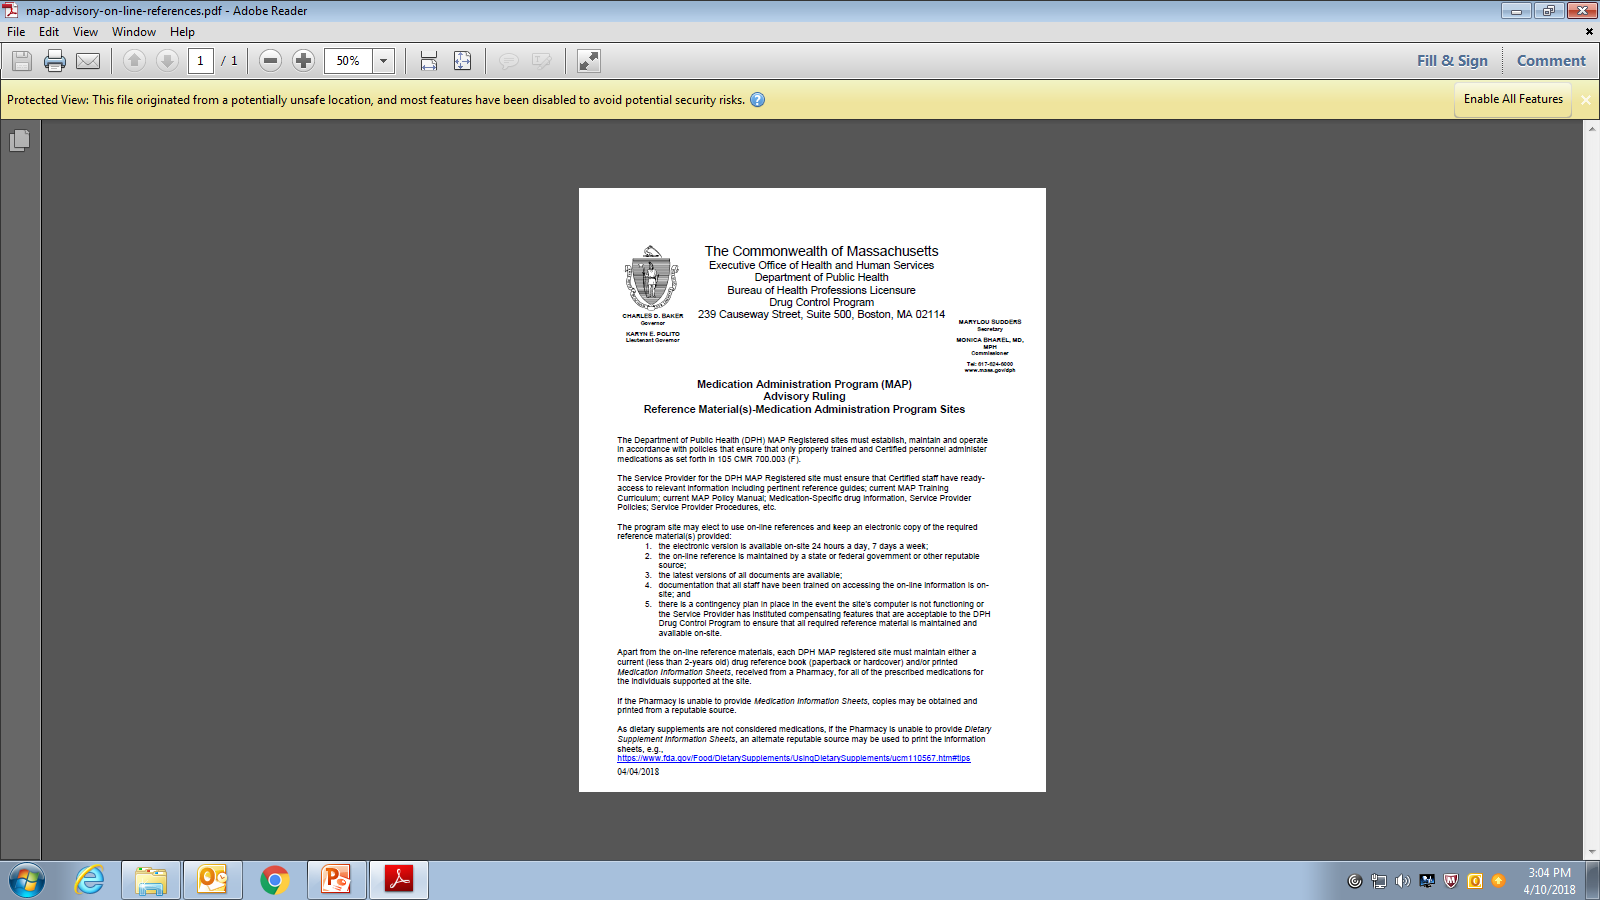 map-advisory-on-line-references.pdf - Adobe Reader
File Edit View Window Help
1 / 1 50% Fill & Sign Comment
Protected View: This file originated from a potentially unsafe location, and most features have been disabled to avoid potential security risks. Enable All Features
The Commonwealth of Massachusetts
Executive Office of Health and Human Services
Department of Public Health
Bureau of Health Professions Licensure
Drug Control Program
239 Causeway Street, Suite 500, Boston, MA 02114
CHARLES D. BAKER
Governor
KARYN E. POLITO
Lieutenant Governor
MARYLOU SUDDERS
Secretary
MONICA BHAREL, MD,
MPH
Commissioner
Tel: 617-624-6000
www.mass.gov/dph
Medication Administration Program (MAP)
Advisory Ruling
Reference Material(s)-Medication Administration Program Sites
The Department of Public Health (DPH) MAP Registered sites must establish, maintain and operate
in accordance with policies that ensure that only properly trained and Certified personnel administer
medications as set forth in 105 CMR 700.003 (F).
The Service Provider for the DPH MAP Registered site must ensure that Certified staff have ready-
access to relevant information including pertinent reference guides; current MAP Training
Curriculum; current MAP Policy Manual; Medication-Specific drug information, Service Provider
Policies; Service Provider Procedures, etc.
The program site may elect to use on-line references and keep an electronic copy of the required
reference material(s) provided:
1. the electronic version is available on-site 24 hours a day, 7 days a week;
2. the on-line reference is maintained by a state or federal government or other reputable
source;
3. the latest versions of all documents are available;
4. documentation that all staff have been trained on accessing the on-line information is on-
site; and
5. there is a contingency plan in place in the event the site's computer is not functioning or
the Service Provider has instituted compensating features that are acceptable to the DPH
Drug Control Program to ensure that all required reference material is maintained and
available on-site.
Apart from the on-line reference materials, each DPH MAP registered site must maintain either a
current (less than 2-years old) drug reference book (paperback or hardcover) and/or printed
Medication Information Sheets, received from a Pharmacy, for all of the prescribed medications for
the individuals supported at the site.
If the Pharmacy is unable to provide Medication Information Sheets, copies may be obtained and
printed from a reputable source.
As dietary supplements are not considered medications, if the Pharmacy is unable to provide Dietary
Supplement Information Sheets, an alternate reputable source may be used to print the information
sheets, e.g.,
https://www.fda.gov/Food/DietarySupplements/UsingDietarySupplements/ucm110567.htm#tips
04/04/2018
3:04 PM
4/10/2018